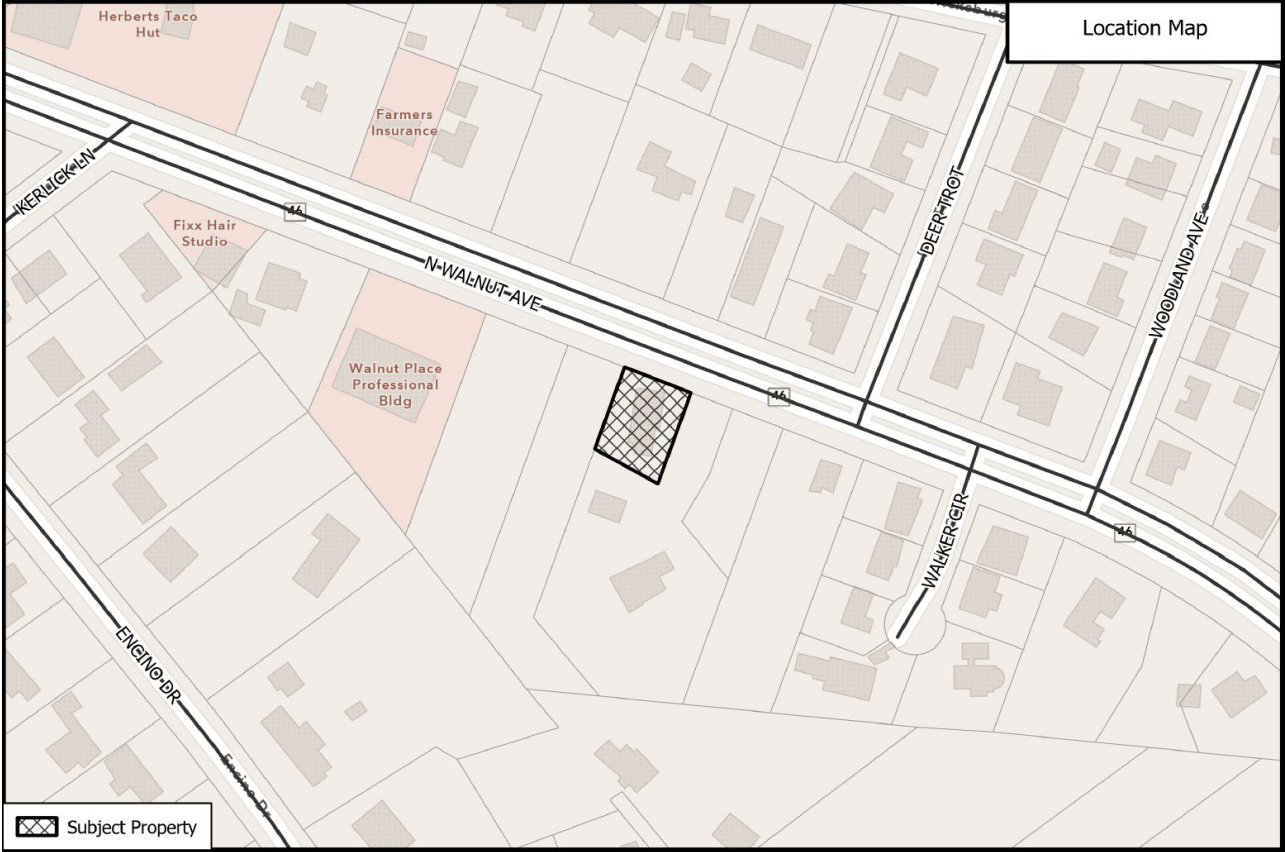 Location Map
Herberts Taco
Hut
Farmers
Insurance
KERLICK LN
Fixx Hair
Studio
46
N WALNUT AVE
DEER TROT
WOODLAND AVE
Walnut Place
Professional
Bldg
46
46
WALKER CIR
ENCINO DR
Encino Dr
Subject Property